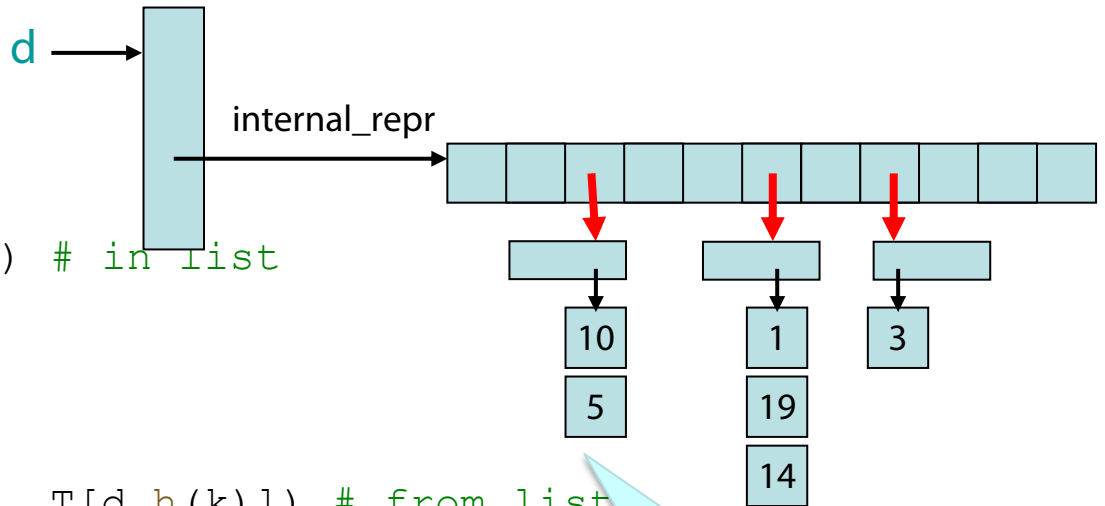 d
internal_repr
) # in list
10 1 3
5 19
14
T[d.h(k)]) # from list